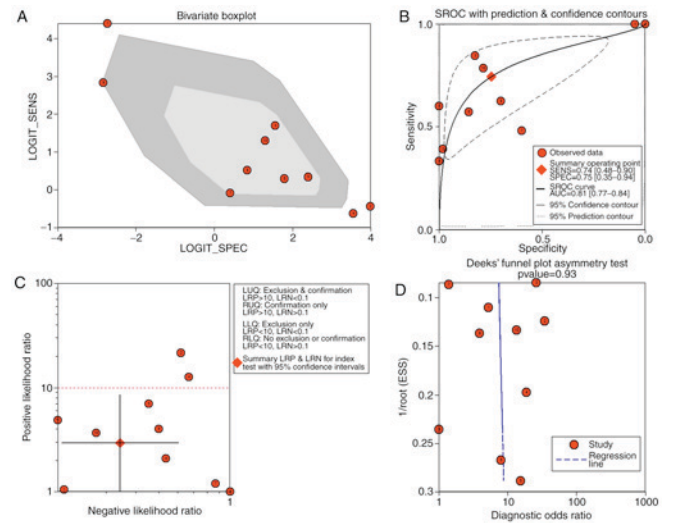 A
Bivariate boxplot
LOGIT_SENS
4
3
2
1
0
−1
−4
−2
0
2
4
LOGIT_SPEC
B
SROC with prediction & confidence contours
Sensitivity
1.0
0.5
0.0
1.0
0.5
0.0
Specificity
Observed data
Summary operating point
SENS=0.74 [0.48–0.90]
SPEC=0.75 [0.35–0.94]
SROC curve
AUC=0.81 [0.77–0.84]
95% Confidence contour
95% Prediction contour
C
Positive likelihood ratio
100
10
1
1
Negative likelihood ratio
LUQ: Exclusion & confirmation
LRP>10, LRN<0.1
RUQ: Confirmation only
LRP>10, LRN>0.1
LLQ: Exclusion only
LRP<10, LRN<0.1
RLQ: No exclusion or confirmation
LRP<10, LRN>0.1
Summary LRP & LRN for index
test with 95% confidence intervals
Deeks' funnel plot asymmetry test
pvalue=0.93
D
1/root (ESS)
0.1
0.15
0.2
0.25
0.3
1
10
100
1000
Diagnostic odds ratio
Study
Regression
line